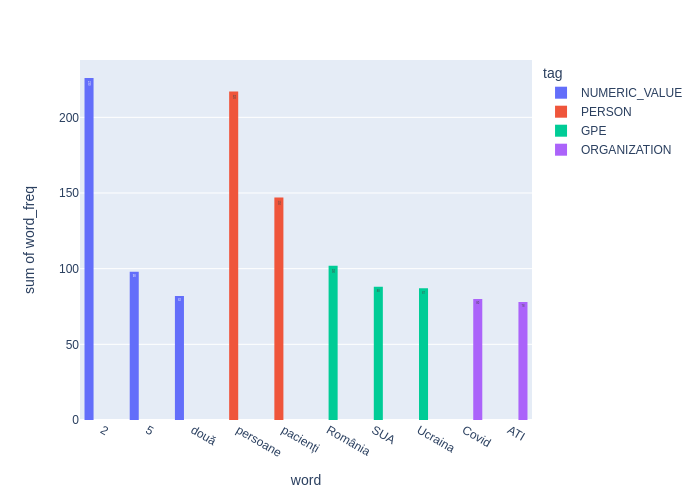 tag
NUMERIC_VALUE
PERSON
GPE
ORGANIZATION
sum of word_freq
200
150
100
50
0
2
5
două
persoane
pacienți
România
SUA
Ucraina
Covid
ATI
word